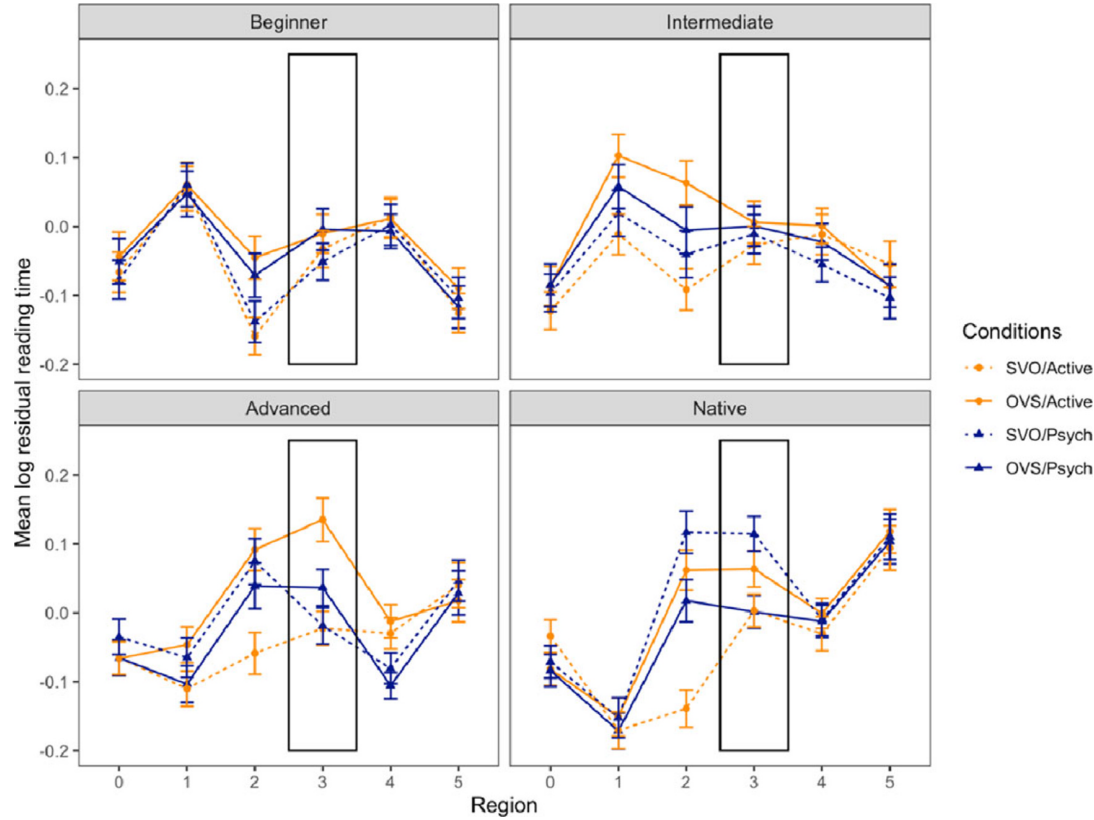 Beginner
Intermediate
0.2
0.1
0.0
-0.1
-0.2
Advanced
Native
0.2
0.1
0.0
-0.1
-0.2
0 1 2 3 4 5
0 1 2 3 4 5
Region
Mean log residual reading time
Conditions
SVO/Active
OVS/Active
SVO/Psych
OVS/Psych